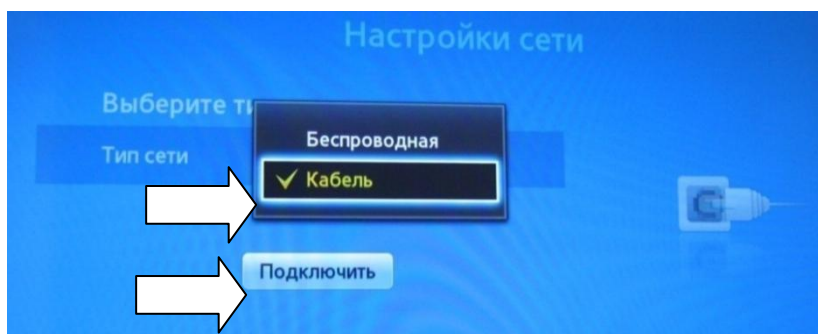 Настройки сети
Выберите ти
Тип сети
Беспроводная
Кабель
Подключить